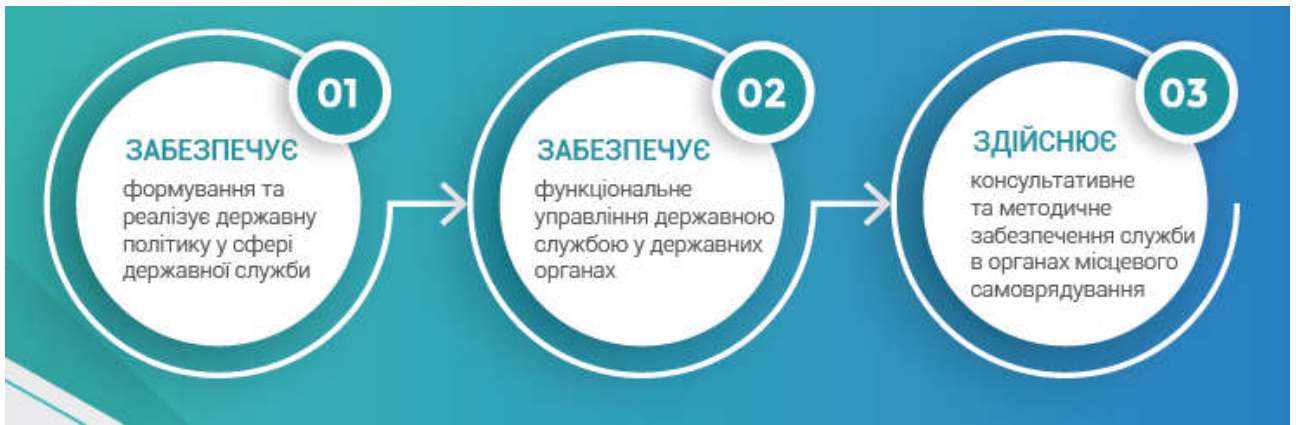 01
ЗАБЕЗПЕЧУЄ
формування та
реалізує державну
політику у сфері
державної служби
02
ЗАБЕЗПЕЧУЄ
функціональне
управління державною
службою у державних
органах
03
ЗДІЙСНЮЄ
консультативне
та методичне
забезпечення служби
в органах місцевого
самоврядування